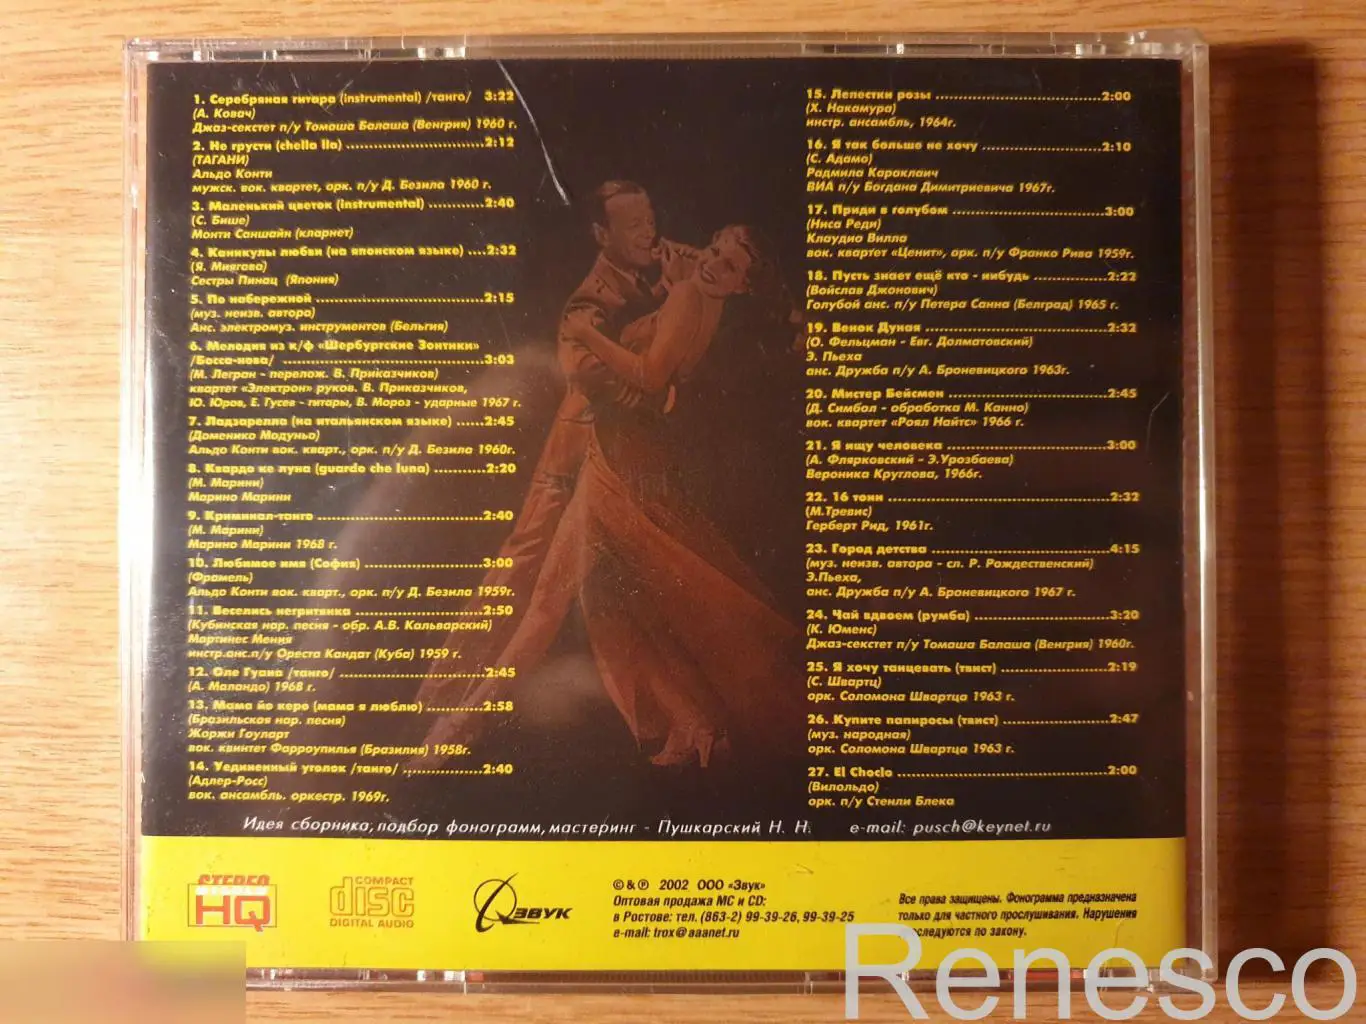 1. Серебряная гитара (instrumental) /танго/ 3:22
(А. Ковач)
Джаз-секстет п/у Томаша Балаша (Венгрия) 1960 г.
2. Не грусти (chella lla) 2:12
(ТАГАНИ)
Альдо Конти
мужск. вок. квартет, орк. п/у Д. Безила 1960 г.
3. Маленький цветок (instrumental) 2:40
(С. Бише)
Монти Саншайн (кларнет)
4. Каникулы любви (на японском языке) 2:32
(Я. Миягава)
Сестры Пинац (Япония)
5. По набережной 2:15
(муз. неизв. автора)
Анс. электромуз. инструментов (Бельгия)
6. Мелодия из к/ф «Шербургские Зонтики»
/Босса-нова/ 3:03
(М. Легран - перелож. В. Приказчиков)
квартет «Электрон» руков. В. Приказчиков,
Ю. Юров, Е. Гусев - гитары, В. Мороз - ударные 1967 г.
7. Ладзарелла (на итальянском языке) 2:45
(Доменико Модуньо)
Альдо Конти вок. кварт., орк. п/у Д. Безила 1960г.
8. Квардо ке луна (guardo che luna) 2:20
(М. Марини)
Марино Марини
9. Криминал-танго 2:40
(М. Марини)
Марино Марини 1968 г.
10. Любимое имя (София) 3:00
(Фрамель)
Альдо Конти вок. кварт., орк. п/у Д. Безила 1959г.
11. Веселись негритянка 2:50
(Кубинская нар. песня - обр. А.В. Кальварский)
Мартинес Мения
инстр.анс.п/у Ореста Кандат (Куба) 1959 г.
12. Оле Гуапа /танго/ 2:45
(А. Маландо) 1968 г.
13. Мама йо керо (мама я люблю) 2:58
(Бразильская нар. песня)
Жоржи Гоуларт
вок. квинтет Фарроупилья (Бразилия) 1958г.
14. Уединенный уголок /танго/ 2:40
(Адлер-Росс)
вок. ансамбль. оркестр. 1969г.
15. Лепестки розы 2:00
(Х. Накамура)
инстр. ансамбль, 1964г.
16. Я так больше не хочу 2:10
(С. Адамо)
Радмила Караклаич
ВИА п/у Богдана Димитриевича 1967г.
17. Приди в голубом 3:00
(Ниса Реди)
Клаудио Вилла
вок. квартет «Ценит», орк. п/у Франко Рива 1959г.
18. Пусть знает ещё кто - нибудь 2:22
(Войслав Джонович)
Голубой анс. п/у Петера Санна (Белград) 1965 г.
19. Венок Дуная 2:32
(О. Фельцман - Евг. Долматовский)
Э. Пьеха
анс. Дружба п/у А. Броневицкого 1963г.
20. Мистер Бейсмен 2:45
(Д. Симбол - обработка М. Канно)
вок. квартет «Роял Найтс» 1966 г.
21. Я ищу человека 3:00
(А. Флярковский - Э.Урозбаева)
Вероника Круглова, 1966г.
22. 16 тонн 2:32
(М.Тревис)
Герберт Рид, 1961г.
23. Город детства 4:15
(муз. неизв. автора - сл. Р. Рождественский)
Э.Пьеха,
анс. Дружба п/у А. Броневицкого 1967 г.
24. Чай вдвоем (румба) 3:20
(К. Юменс)
Джаз-секстет п/у Томаша Балаша (Венгрия) 1960г.
25. Я хочу танцевать (твист) 2:19
(С. Швартц)
орк. Соломона Швартца 1963 г.
26. Купите папиросы (твист) 2:47
(муз. народная)
орк. Соломона Швартца 1963 г.
27. El Choclo 2:00
(Вилольдо)
орк. п/у Стенли Блека
Идея сборника, подбор фонограмм, мастеринг - Пушкарский Н. Н. e-mail: pusch@keynet.ru
STEREO
HQ
COMPACT
disc
DIGITAL AUDIO
ЗВУК
© & ℗ 2002 ООО «Звук»
Оптовая продажа МС и CD:
в Ростове: тел. (863-2) 99-39-26, 99-39-25
e-mail: trox@aaanet.ru
Все права защищены. Фонограмма предназначена
только для частного прослушивания. Нарушения
преследуются по закону.
Renesco